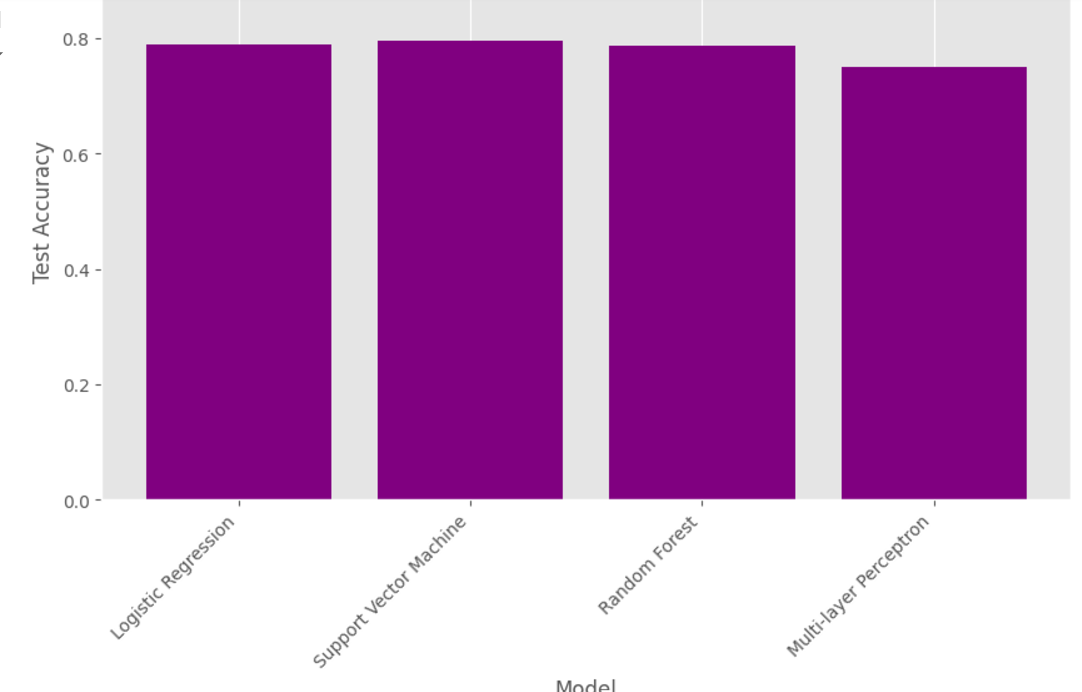 0.8
0.6
0.4
0.2
0.0
Test Accuracy
Logistic Regression
Support Vector Machine
Random Forest
Multi-layer Perceptron
Model